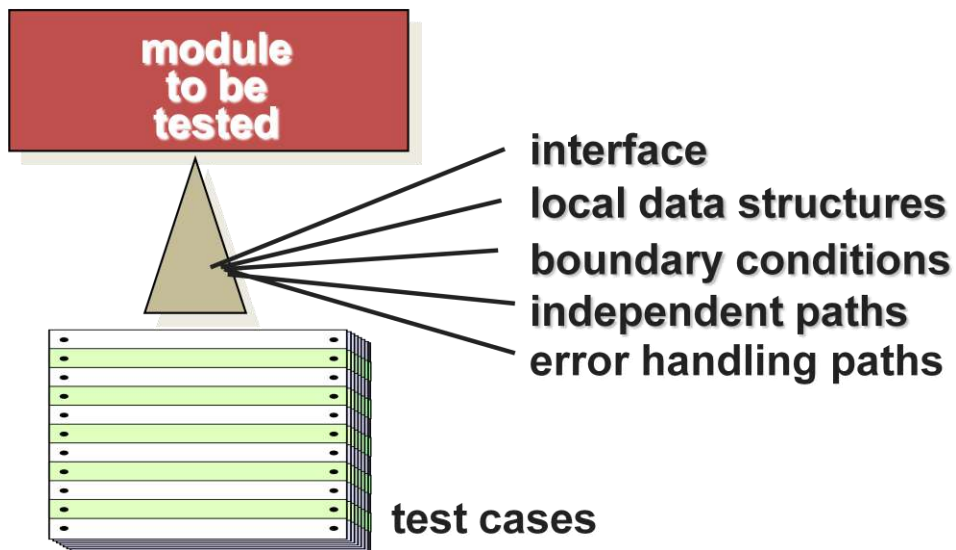 module
to be
tested
interface
local data structures
boundary conditions
independent paths
error handling paths
test cases